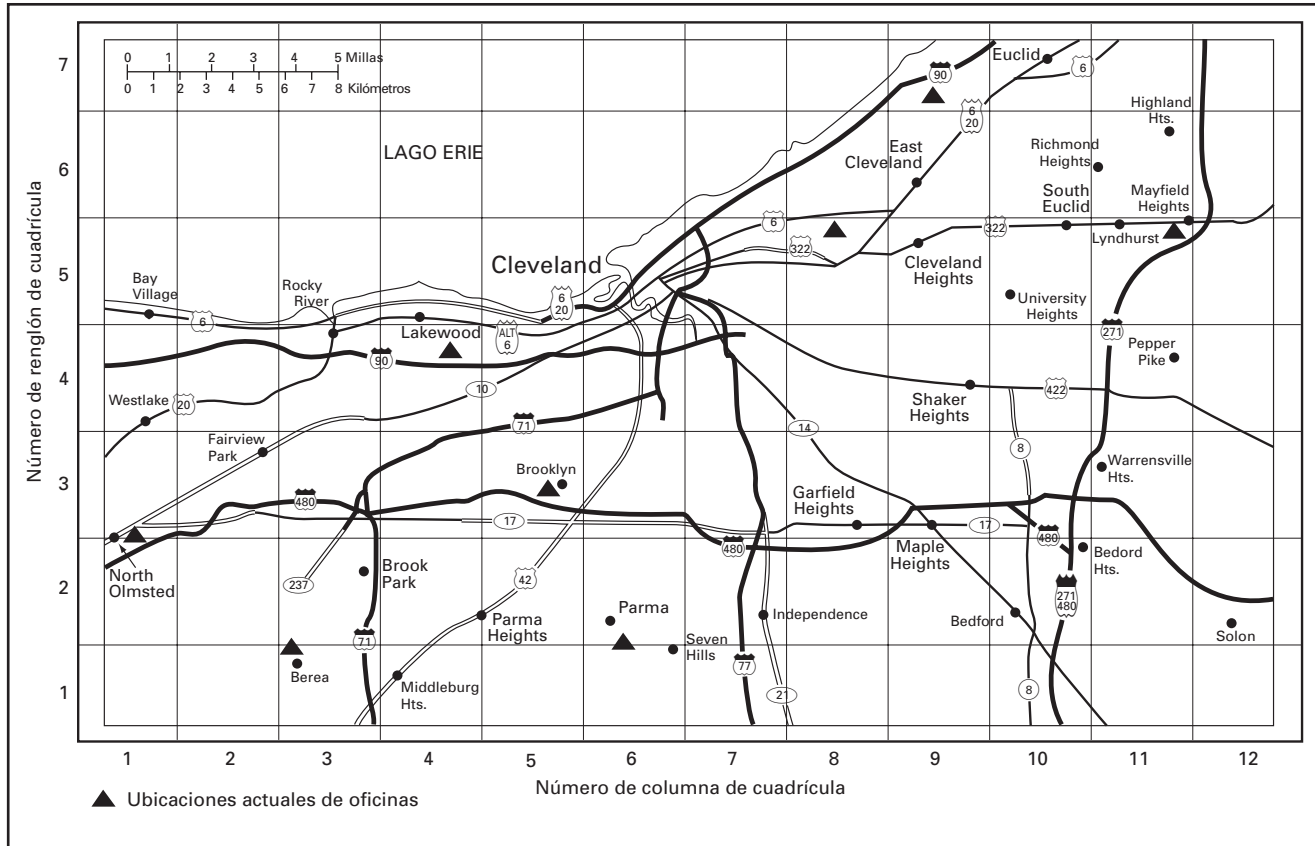 Número de renglón de cuadrícula
7
6
5
4
3
2
1
0 1 2 3 4 5 Millas
0 1 2 3 4 5 6 7 8 Kilómetros
LAGO ERIE
90
Euclid
6
6
20
Highland
Hts.
East
Cleveland
Richmond
Heights
South
Euclid
Mayfield
Heights
6
322
322
Lyndhurst
Cleveland
Cleveland
Heights
Bay
Village
Rocky
River
6
20
University
Heights
6
Lakewood
ALT
6
271
90
Pepper
Pike
10
422
Westlake
20
Shaker
Heights
71
14
Fairview
Park
8
Brooklyn
Warrensville
Hts.
480
Garfield
Heights
17
17
480
480
North
Olmsted
Maple
Heights
Bedord
Hts.
237
Brook
Park
42
271
480
Parma
Heights
Parma
Independence
Bedford
Solon
71
Seven
Hills
77
Berea
Middleburg
Hts.
21
8
1 2 3 4 5 6 7 8 9 10 11 12
Número de columna de cuadrícula
Ubicaciones actuales de oficinas